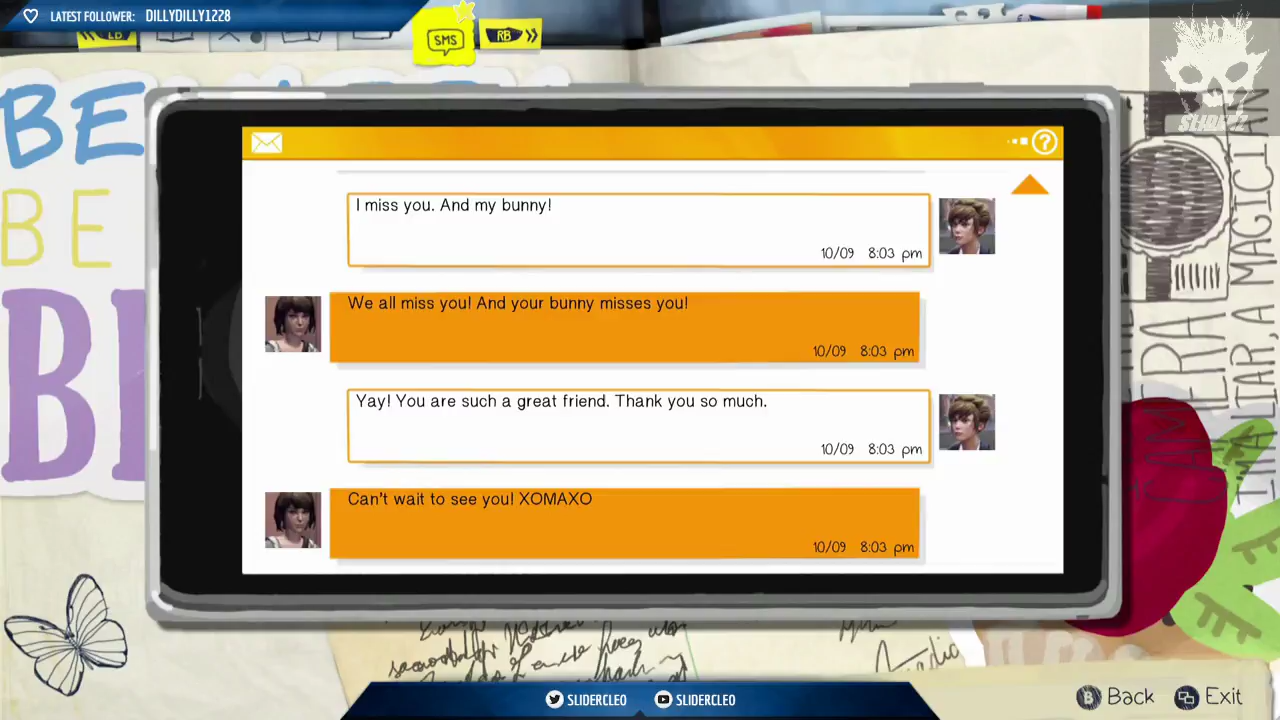 LATEST FOLLOWER: DILLYDILLY1228
LB
SMS
RB
BE
BE
I miss you. And my bunny!
10/09 8:03 pm
We all miss you! And your bunny misses you!
10/09 8:03 pm
Yay! You are such a great friend. Thank you so much.
10/09 8:03 pm
Can't wait to see you! XOMAXO
10/09 8:03 pm
SLIDERCLEO
SLIDERCLEO
B Back
Exit